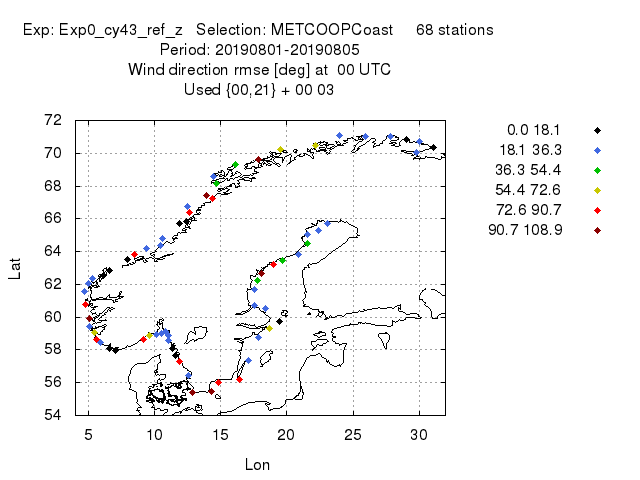 Exp: Exp0_cy43_ref_z Selection: METCOOPCoast 68 stations
Period: 20190801-20190805
Wind direction rmse [deg] at 00 UTC
Used {00,21} + 00 03
72
70
68
66
64
62
60
58
56
54
Lat
5 10 15 20 25 30
Lon
0.0 18.1
18.1 36.3
36.3 54.4
54.4 72.6
72.6 90.7
90.7 108.9